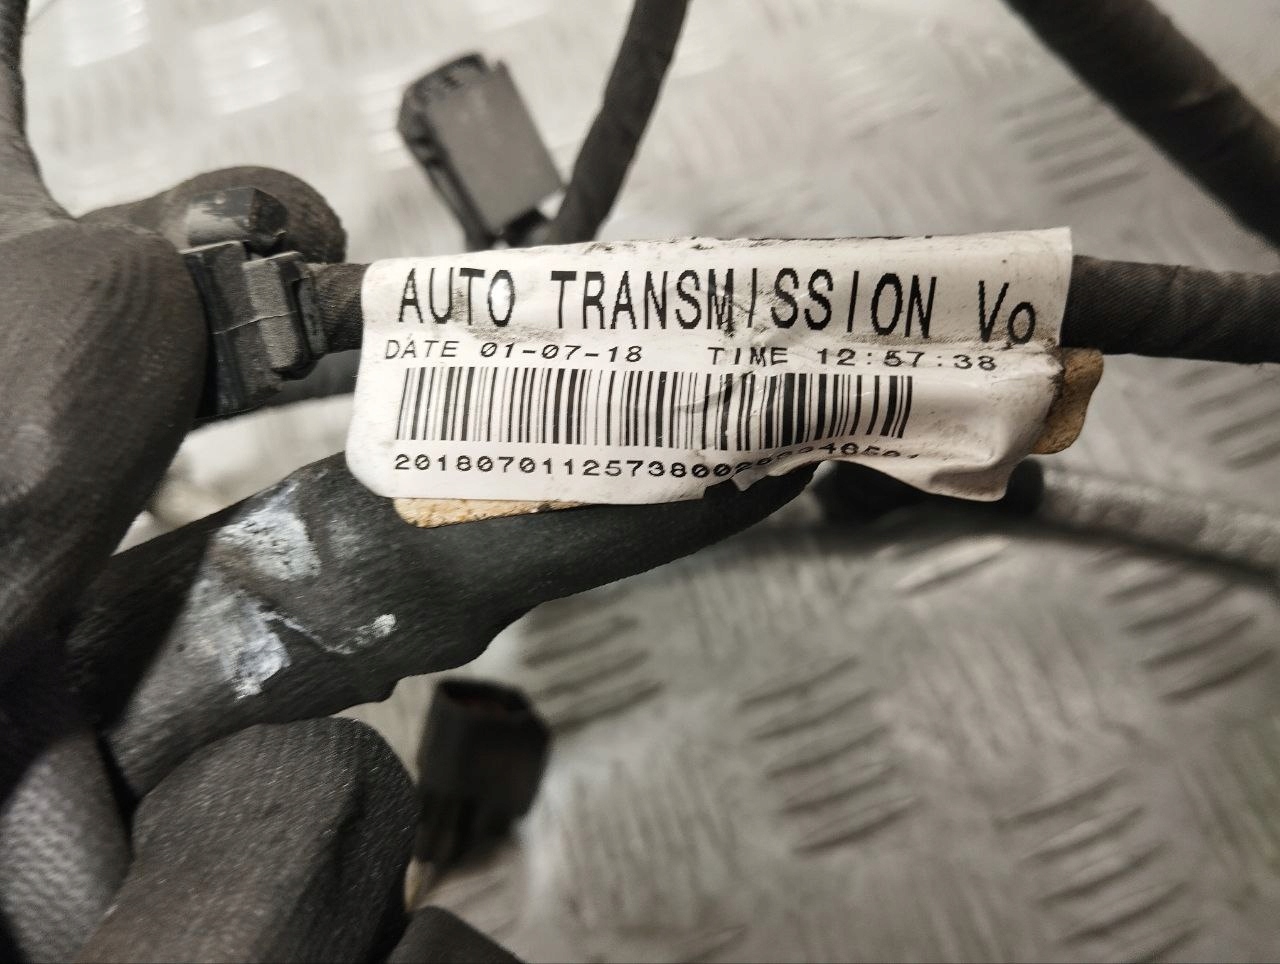 AUTO TRANSMISSION Vo
DATE 01-07-18 TIME 12:57:38